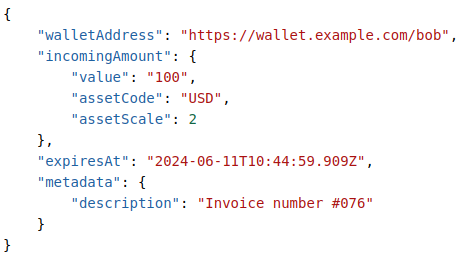 {
    "walletAddress": "https://wallet.example.com/bob",
    "incomingAmount": {
        "value": "100",
        "assetCode": "USD",
        "assetScale": 2
    },
    "expiresAt": "2024-06-11T10:44:59.909Z",
    "metadata": {
        "description": "Invoice number #076"
    }
}